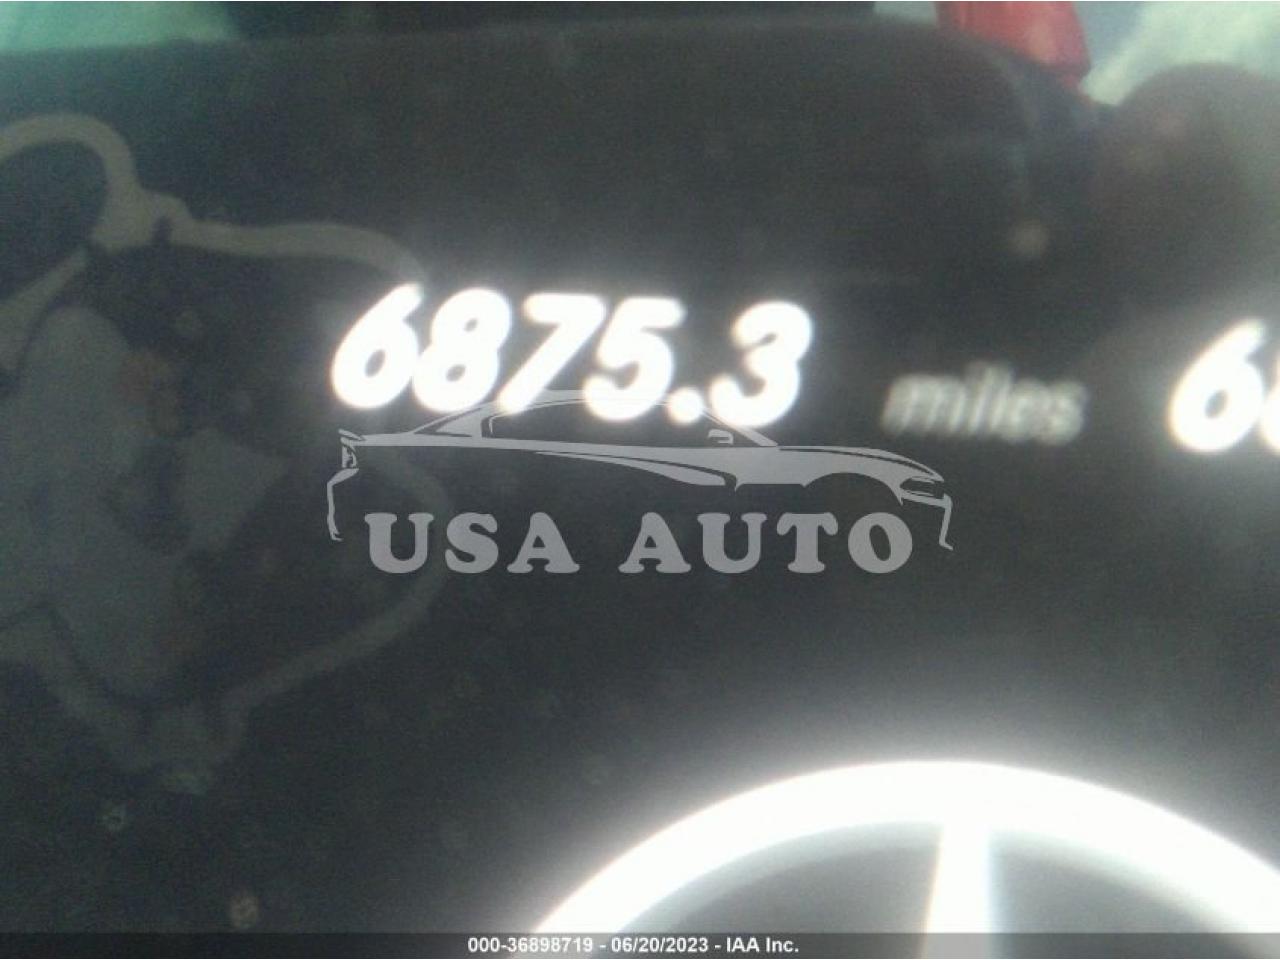 6875.3 miles
USA AUTO
000-36898719 - 06/20/2023 - IAA Inc.